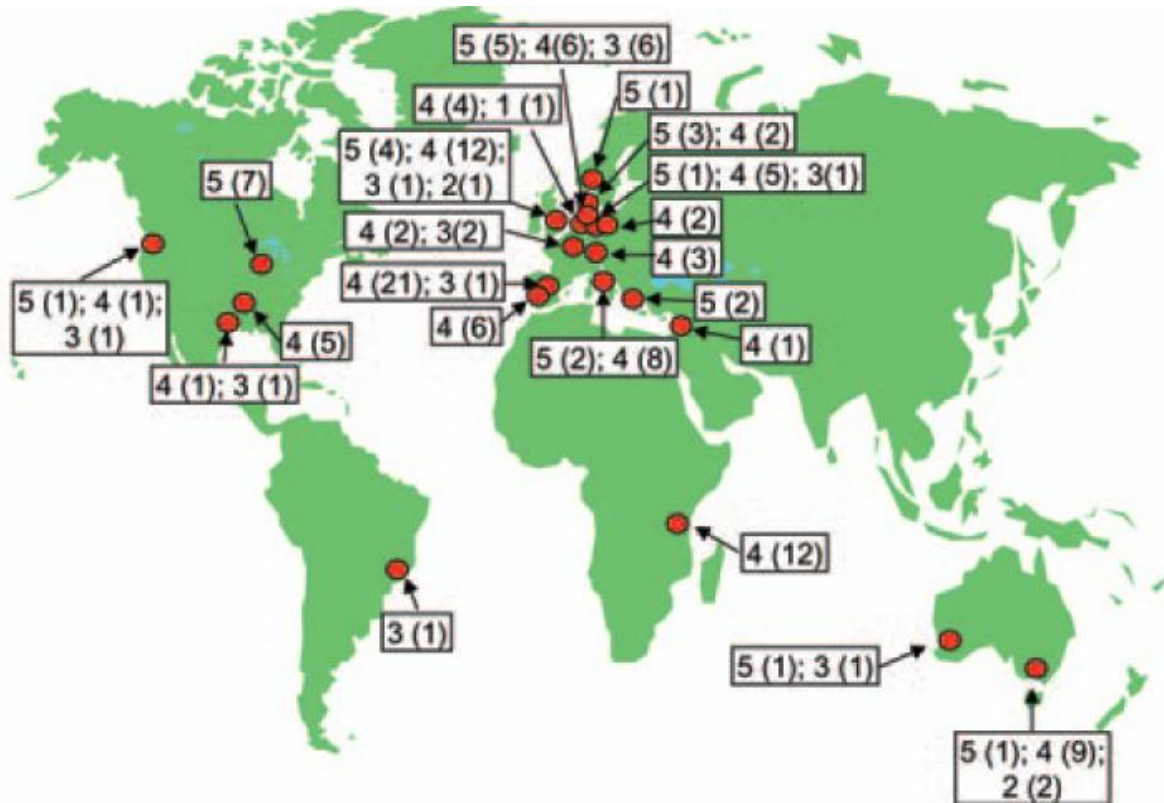 5 (5); 4(6); 3 (6)
5 (1)
4 (4); 1 (1)
5 (3); 4 (2)
5 (4); 4 (12);
3 (1); 2(1)
5 (1); 4 (5); 3(1)
5 (7)
4 (2)
4 (2); 3(2)
4 (3)
4 (21); 3 (1)
5 (2)
5 (1); 4 (1);
3 (1)
4 (6)
4 (5)
4 (1)
5 (2); 4 (8)
4 (1); 3 (1)
4 (12)
3 (1)
5 (1); 3 (1)
5 (1); 4 (9);
2 (2)